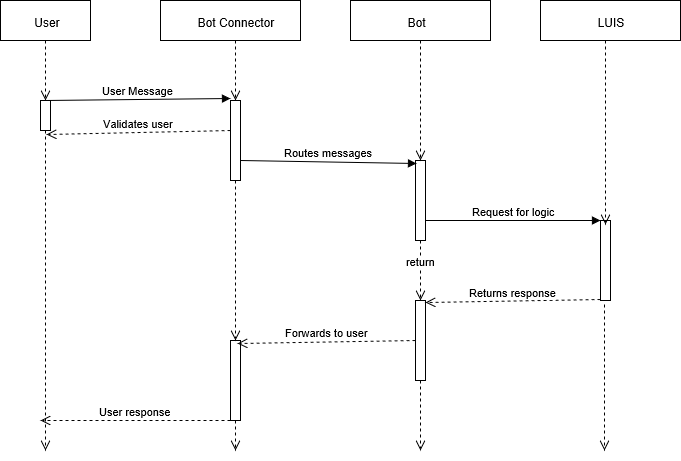 User
Bot Connector
Bot
LUIS
User Message
Validates user
Routes messages
Request for logic
return
Returns response
Forwards to user
User response